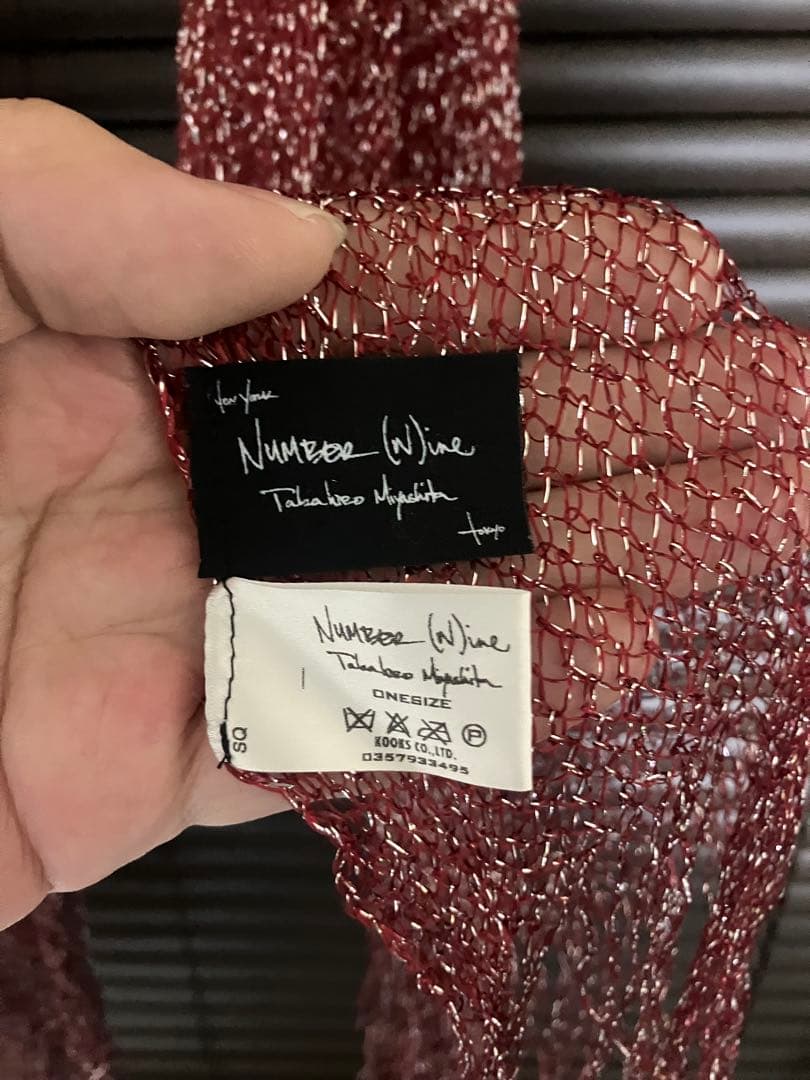 New York
NUMBER (N)ine
Takahiro Miyashita
tokyo
NUMBER (N)ine
Takahiro Miyashita
ONESIZE
P
KOOKS CO.,LTD.
0357933495
SQ